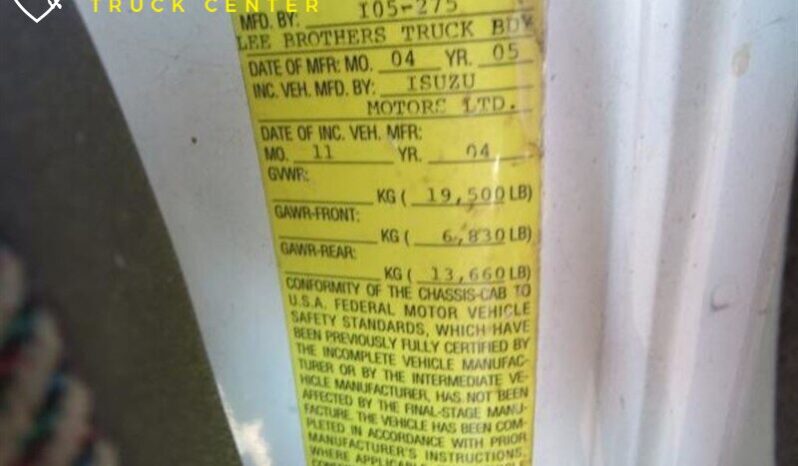 TRUCK CENTER
I05-275
MFD. BY:
LEE BROTHERS TRUCK BDY
DATE OF MFR: MO. 04 YR. 05
INC. VEH. MFD. BY: ISUZU
MOTORS LTD.
DATE OF INC. VEH. MFR:
MO. 11 YR. 04
GVWR:
KG ( 19,500 LB)
GAWR-FRONT:
KG ( 6,830 LB)
GAWR-REAR:
KG ( 13,660 LB)
CONFORMITY OF THE CHASSIS-CAB TO
U.S.A. FEDERAL MOTOR VEHICLE
SAFETY STANDARDS, WHICH HAVE
BEEN PREVIOUSLY FULLY CERTIFIED BY
THE INCOMPLETE VEHICLE MANUFAC-
TURER OR BY THE INTERMEDIATE VE-
HICLE MANUFACTURER, HAS NOT BEEN
AFFECTED BY THE FINAL-STAGE MANU-
FACTURE. THE VEHICLE HAS BEEN COM-
PLETED IN ACCORDANCE WITH PRIOR
MANUFACTURER'S INSTRUCTIONS,
WHERE